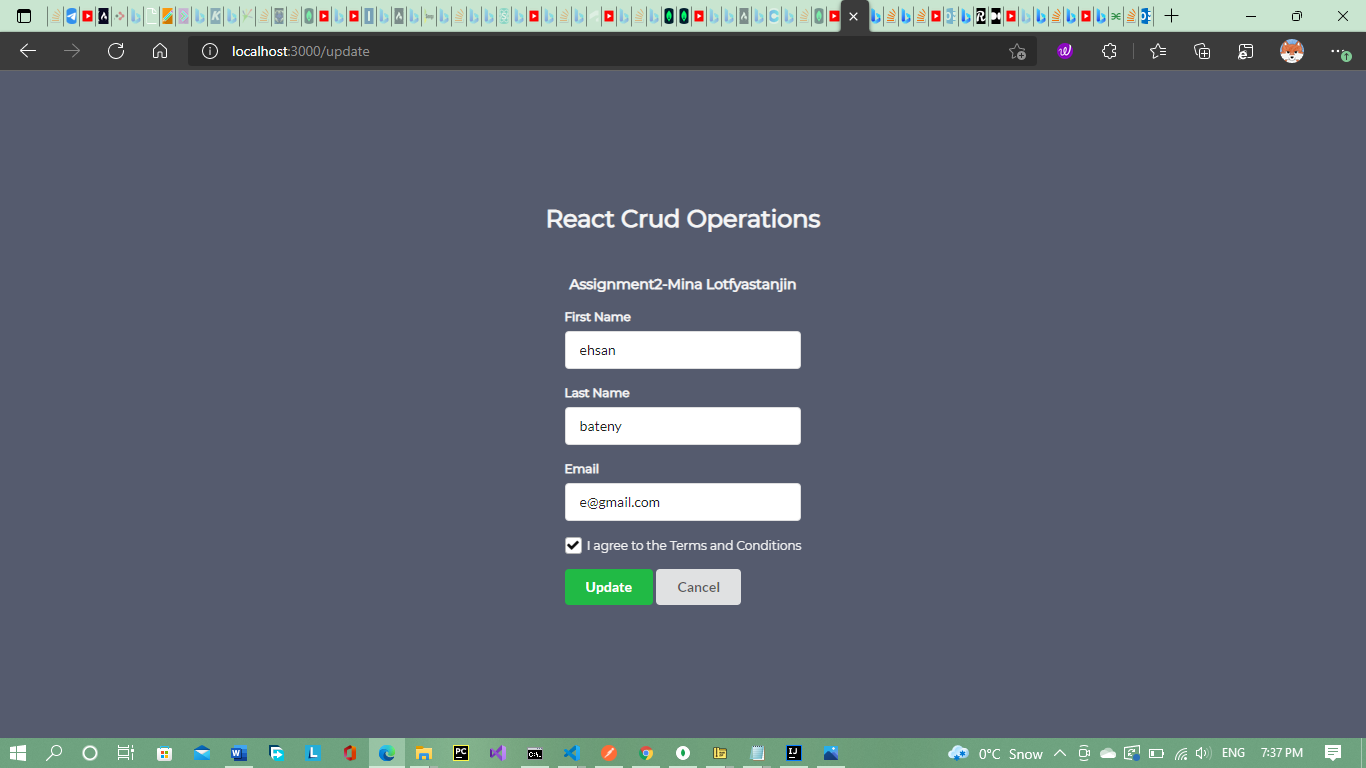 localhost:3000/update
React Crud Operations
Assignment2-Mina Lotfyastanjin
First Name
ehsan
Last Name
bateny
Email
e@gmail.com
I agree to the Terms and Conditions
Update Cancel
0°C Snow ENG 7:37 PM